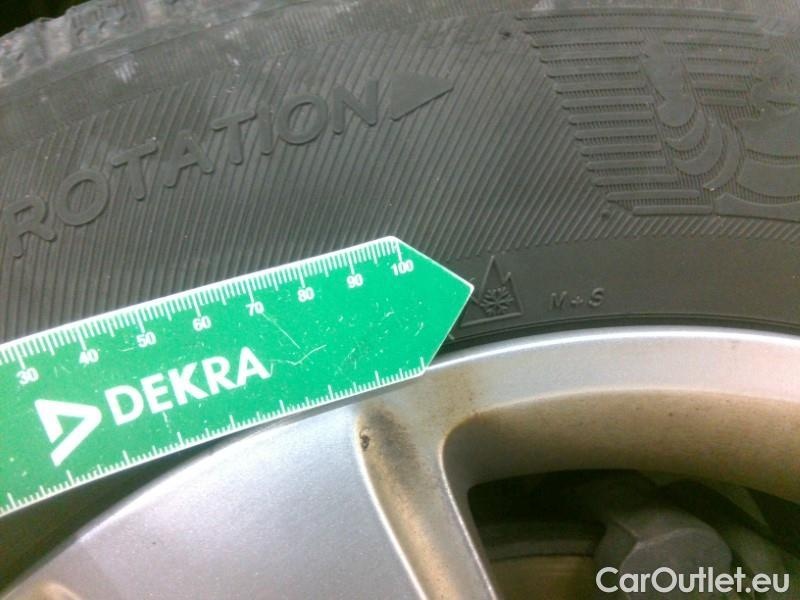 ROTATION
M+S
30 40 50 60 70 80 90 100
DEKRA
CarOutlet.eu